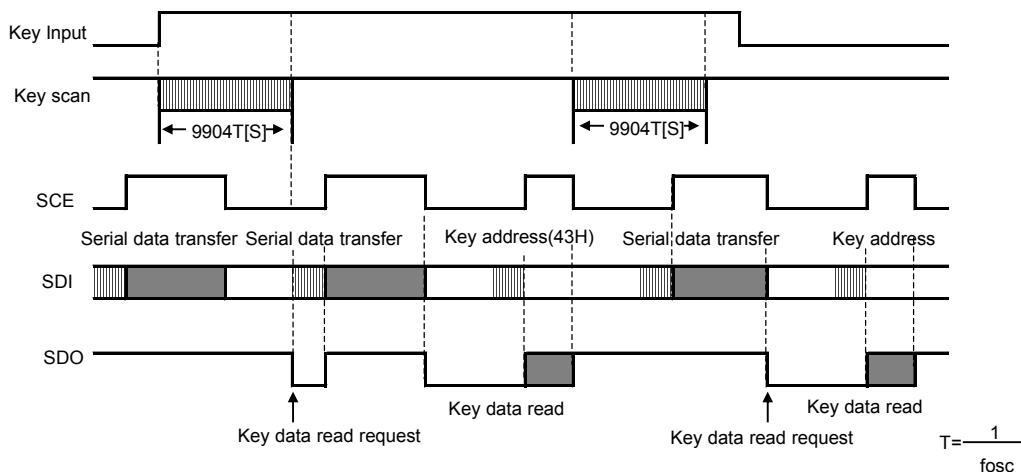 Key Input
Key scan
9904T[S] 9904T[S]
SCE
Serial data transfer Serial data transfer Key address(43H) Serial data transfer Key address
SDI
SDO
Key data read Key data read
Key data read request Key data read request
T=1
fosc